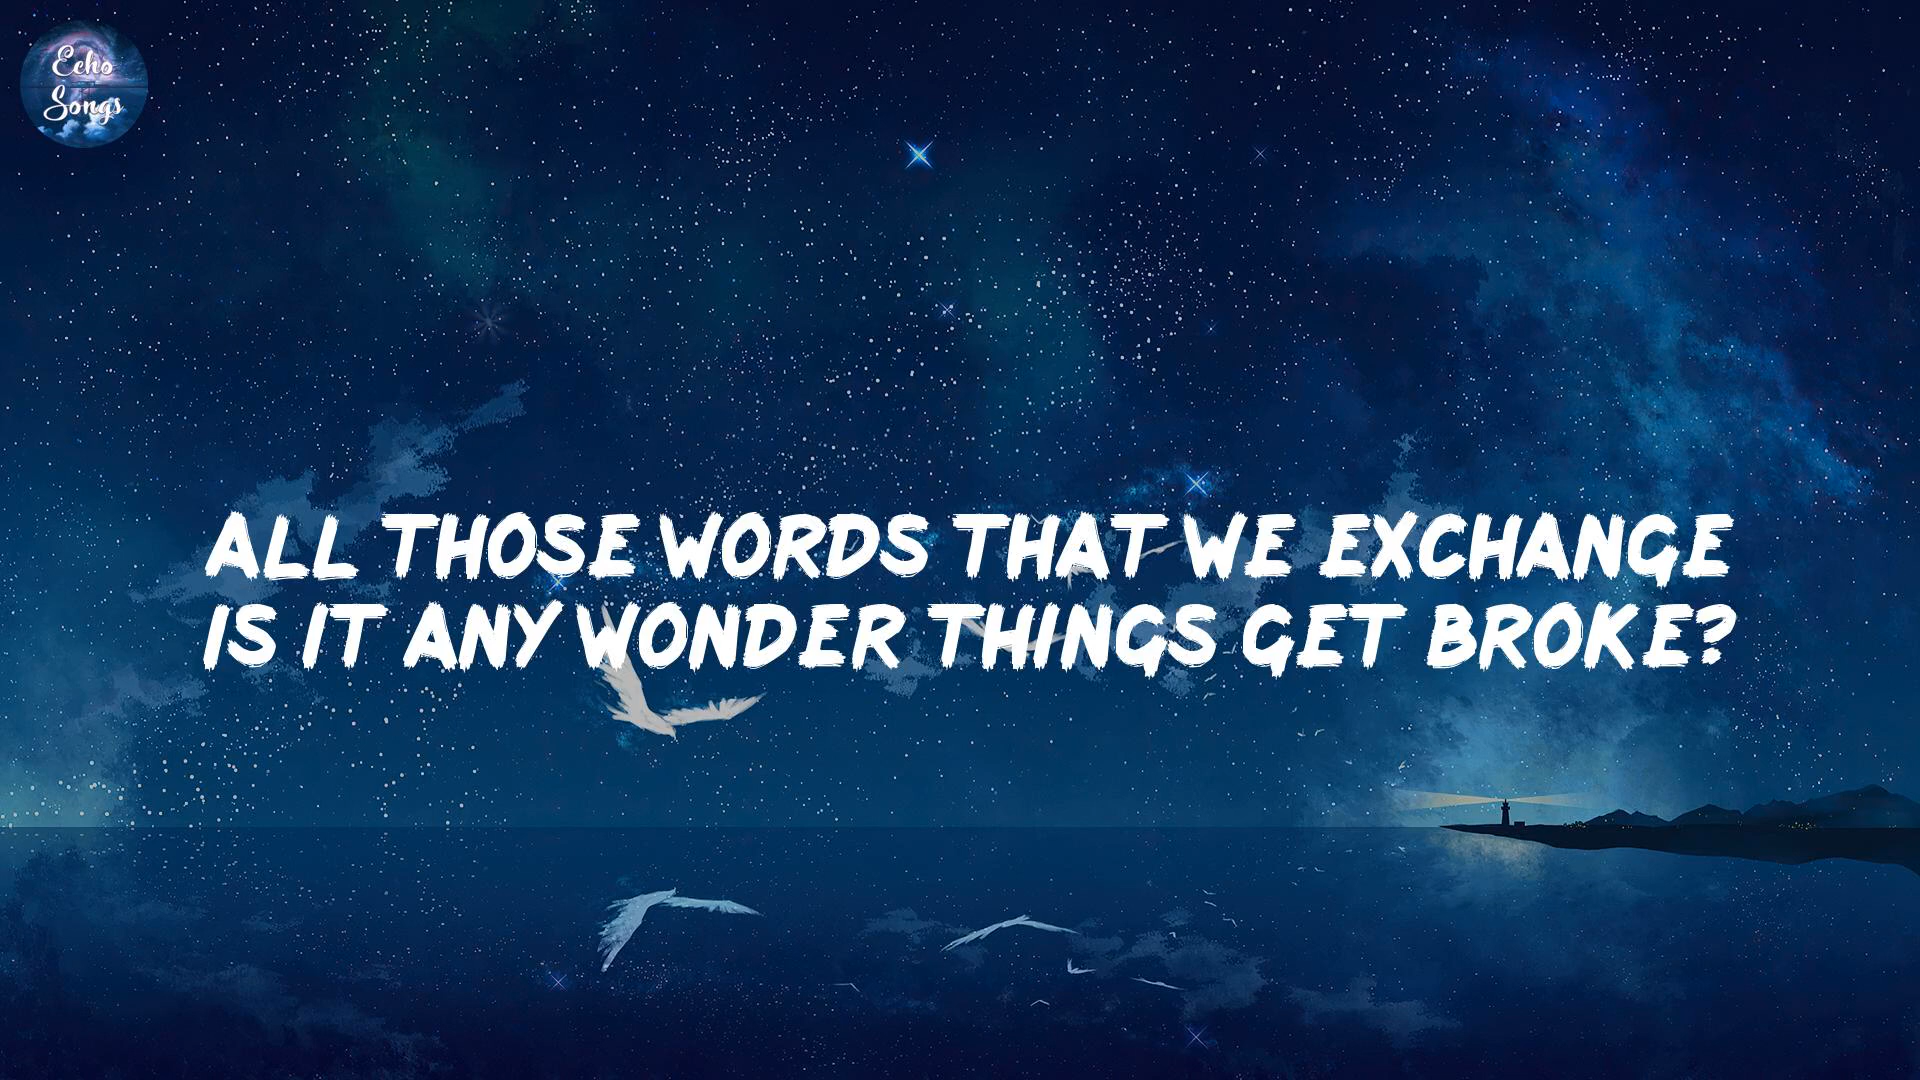 Echo
Songs
ALL THOSE WORDS THAT WE EXCHANGE
IS IT ANY WONDER THINGS GET BROKE?